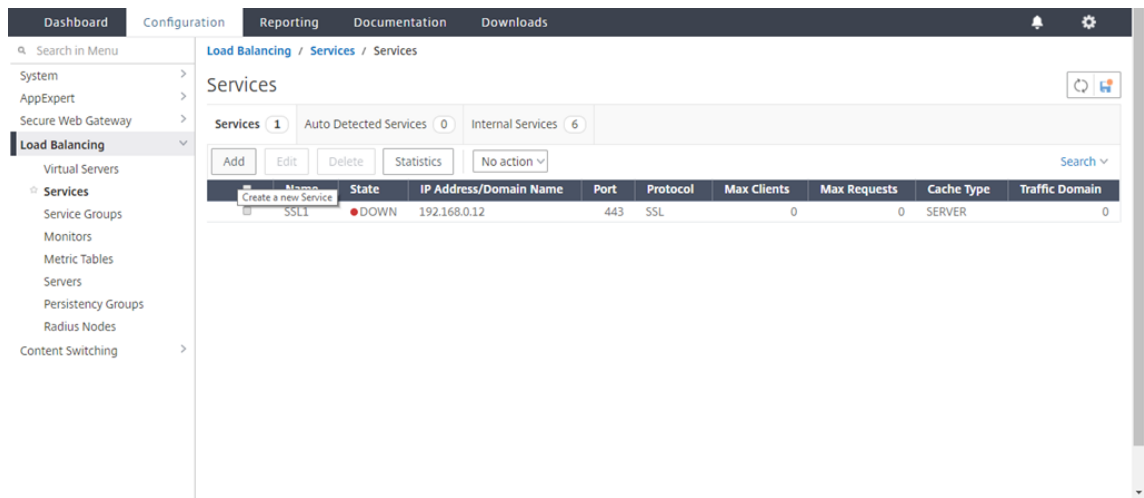 Dashboard Configuration Reporting Documentation Downloads
Search in Menu
System
AppExpert
Secure Web Gateway
Load Balancing
Virtual Servers
Services
Service Groups
Monitors
Metric Tables
Servers
Persistency Groups
Radius Nodes
Content Switching
Load Balancing / Services / Services
Services
Services 1 Auto Detected Services 0 Internal Services 6
Add Edit Delete Statistics No action Search
Name State IP Address/Domain Name Port Protocol Max Clients Max Requests Cache Type Traffic Domain
Create a new Service
SSL1 DOWN 192.168.0.12 443 SSL 0 0 SERVER 0